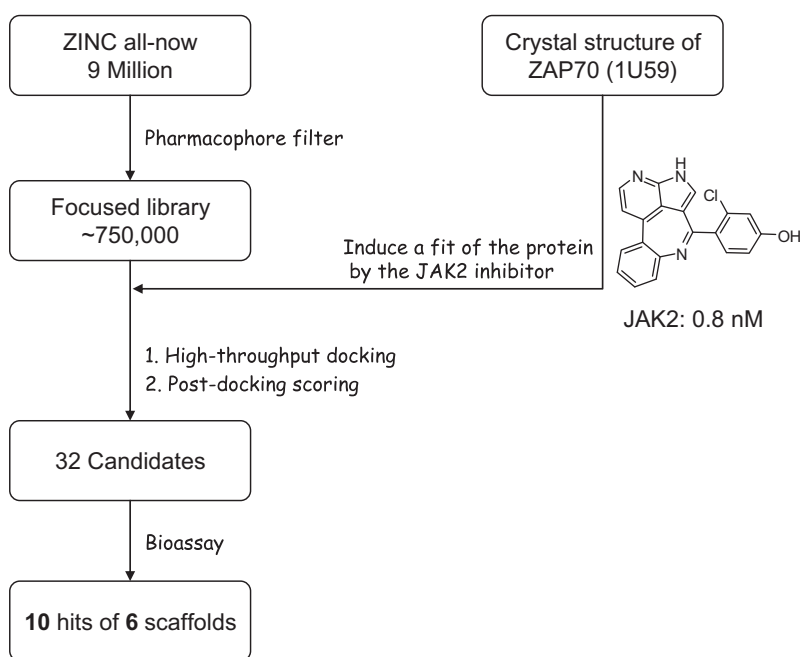 ZINC all-now
9 Million
Crystal structure of
ZAP70 (1U59)
Pharmacophore filter
Focused library
~750,000
Induce a fit of the protein
by the JAK2 inhibitor
N
H
N
Cl
OH
N
JAK2: 0.8 nM
1. High-throughput docking
2. Post-docking scoring
32 Candidates
Bioassay
10 hits of 6 scaffolds